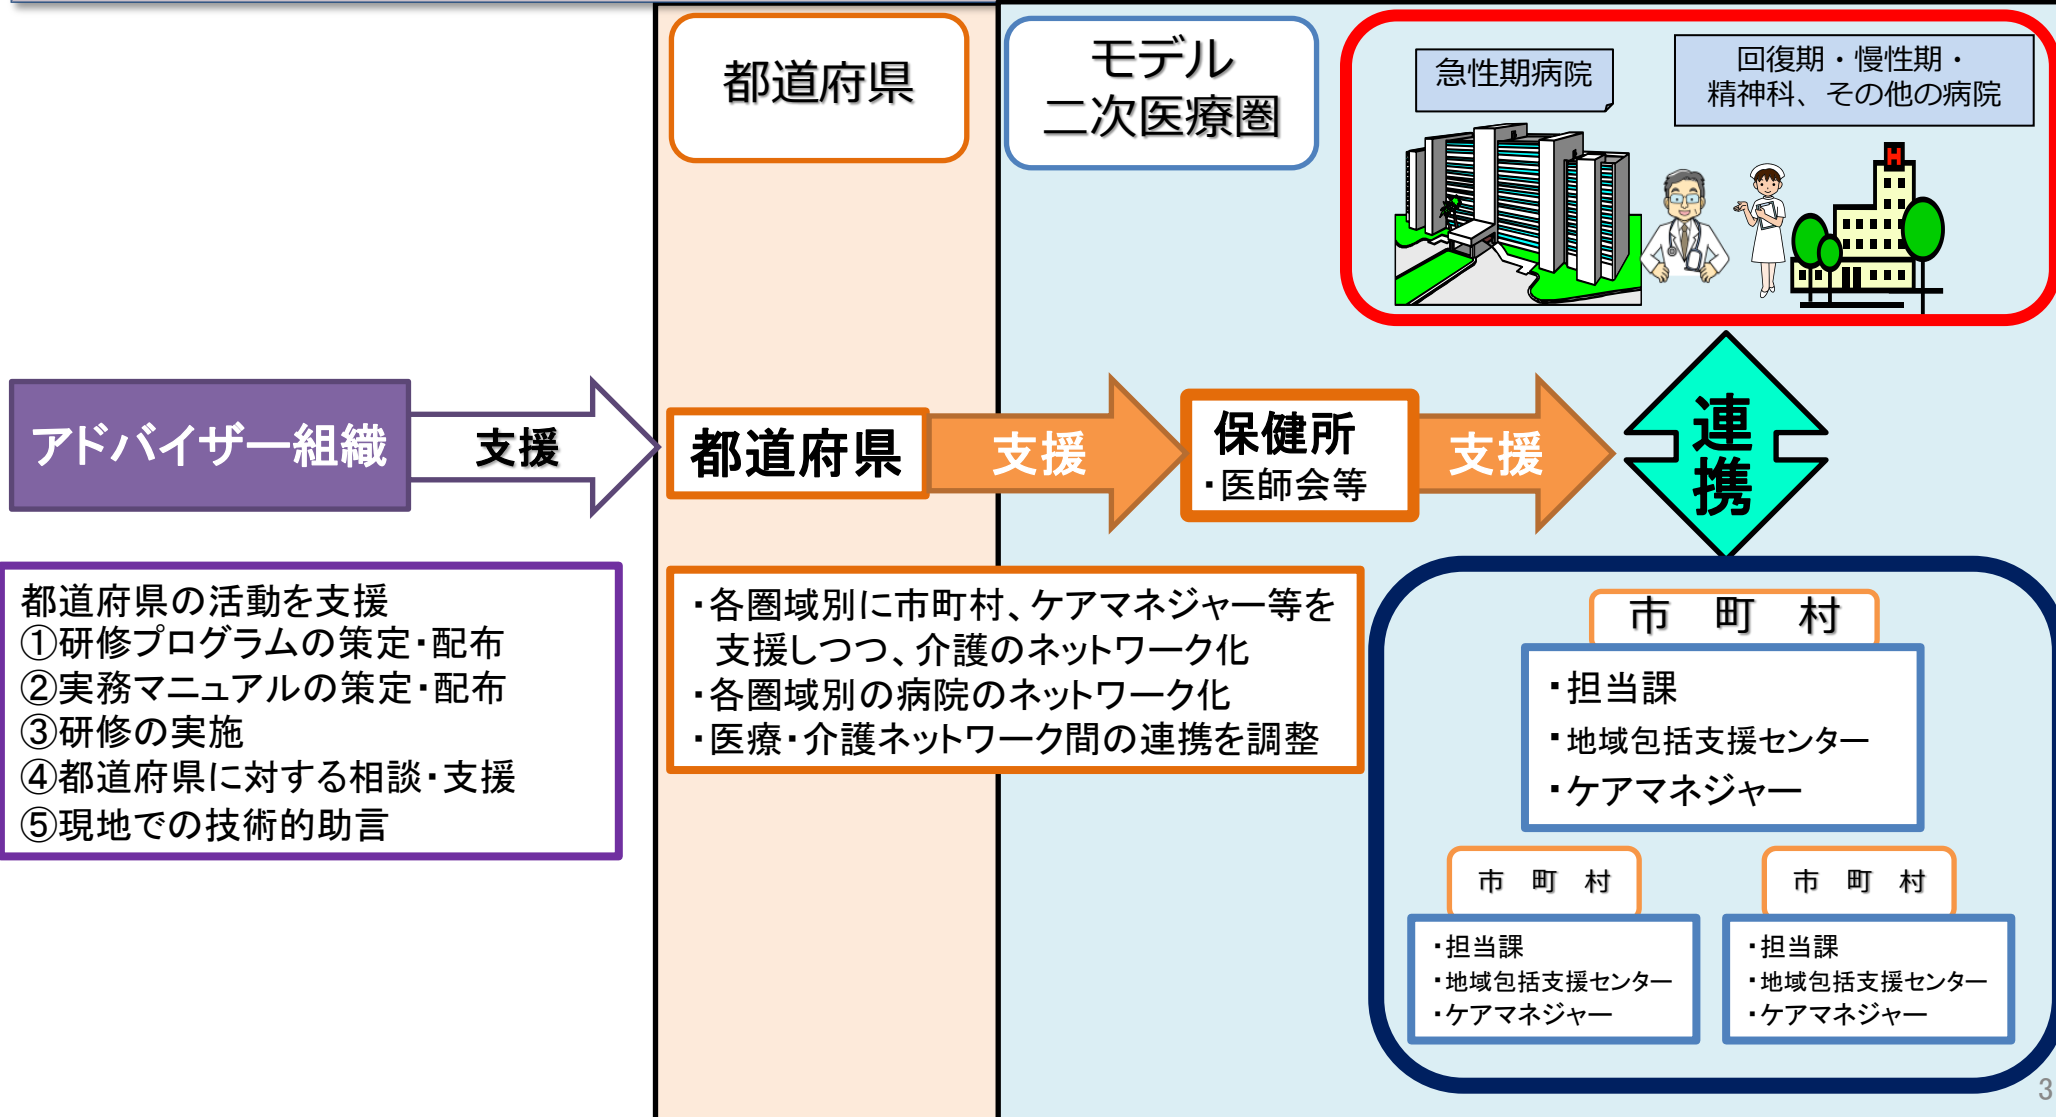 都道府県
モデル
二次医療圏
急性期病院
回復期・慢性期・
精神科、その他の病院
H
アドバイザー組織
支援
都道府県
支援
保健所
・医師会等
支援
連携
都道府県の活動を支援
①研修プログラムの策定・配布
②実務マニュアルの策定・配布
③研修の実施
④都道府県に対する相談・支援
⑤現地での技術的助言
・各圏域別に市町村、ケアマネジャー等を
支援しつつ、介護のネットワーク化
・各圏域別の病院のネットワーク化
・医療・介護ネットワーク間の連携を調整
市 町 村
・担当課
・地域包括支援センター
・ケアマネジャー
市 町 村
・担当課
・地域包括支援センター
・ケアマネジャー
市 町 村
・担当課
・地域包括支援センター
・ケアマネジャー
3